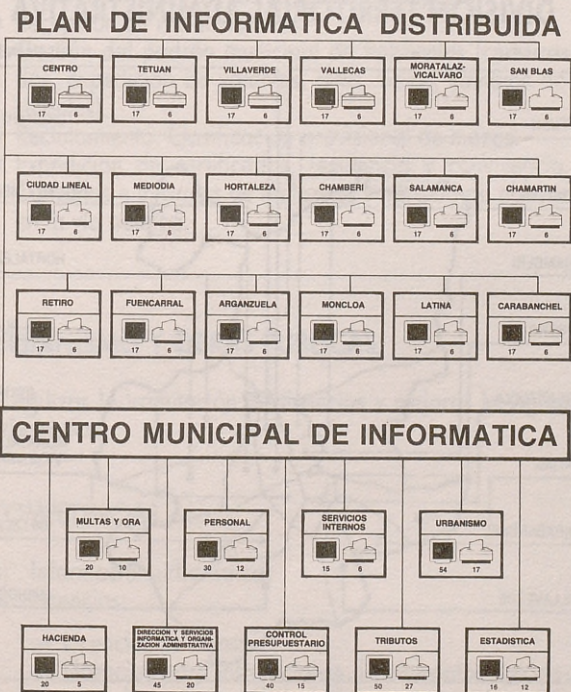 PLAN DE INFORMATICA DISTRIBUIDA
CENTRO
17 6
TETUAN
17 6
VILLAVERDE
17 6
VALLECAS
17 6
MORATALAZ-
VICALVARO
17 6
SAN BLAS
17 6
CIUDAD LINEAL
17 6
MEDIODIA
17 6
HORTALEZA
17 6
CHAMBERI
17 6
SALAMANCA
17 6
CHAMARTIN
17 6
RETIRO
17 6
FUENCARRAL
17 6
ARGANZUELA
17 6
MONCLOA
17 6
LATINA
17 6
CARABANCHEL
17 6
CENTRO MUNICIPAL DE INFORMATICA
MULTAS Y ORA
20 10
PERSONAL
30 12
SERVICIOS
INTERNOS
15 6
URBANISMO
54 17
HACIENDA
20 5
DIRECCION Y SERVICIOS
INFORMATICA Y ORGANI-
ZACION ADMINISTRATIVA
45 20
CONTROL
PRESUPUESTARIO
40 15
TRIBUTOS
50 27
ESTADISTICA
16 12